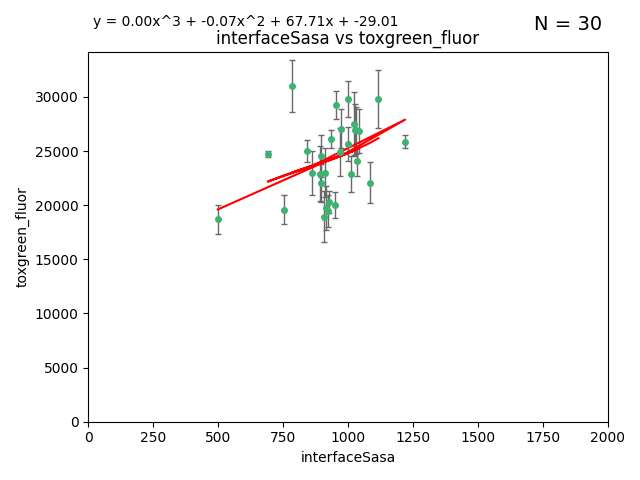 y = 0.00x^3 + -0.07x^2 + 67.71x + -29.01
N = 30
interfaceSasa vs toxgreen_fluor
toxgreen_fluor
30000
25000
20000
15000
10000
5000
0
0 250 500 750 1000 1250 1500 1750 2000
interfaceSasa